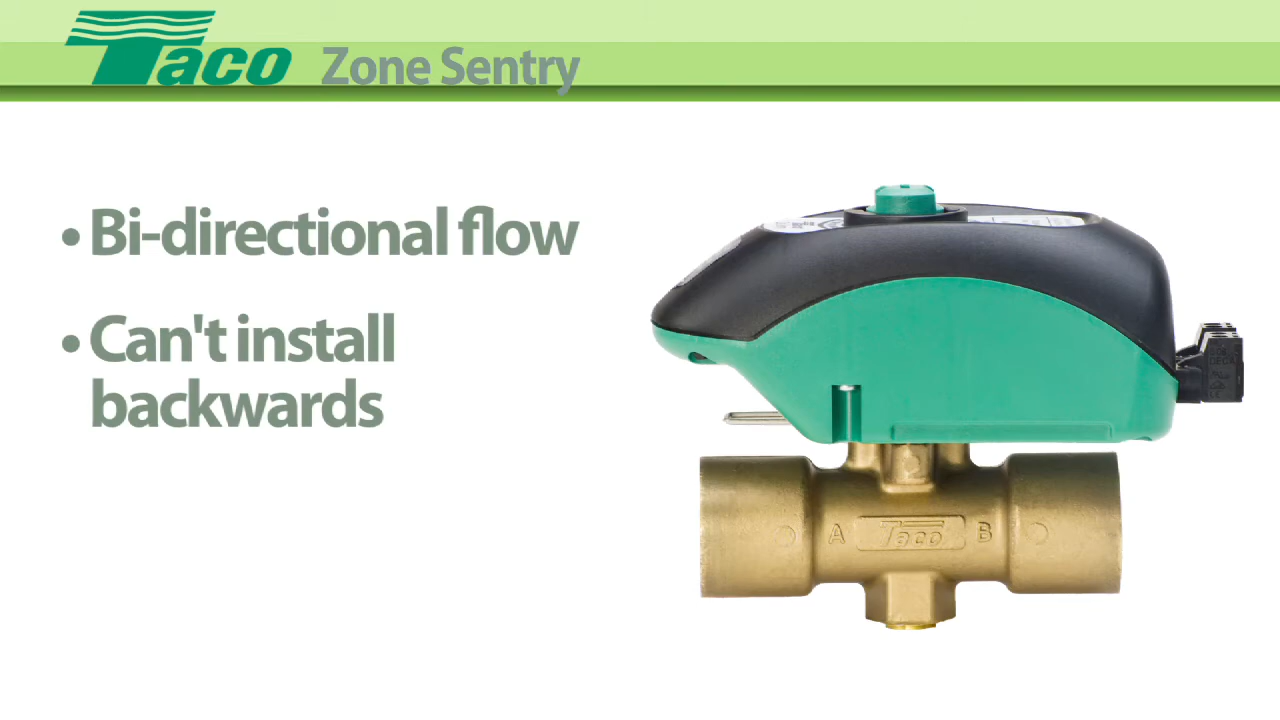 Taco Zone Sentry
• Bi-directional flow
• Can't install
backwards
A Taco B